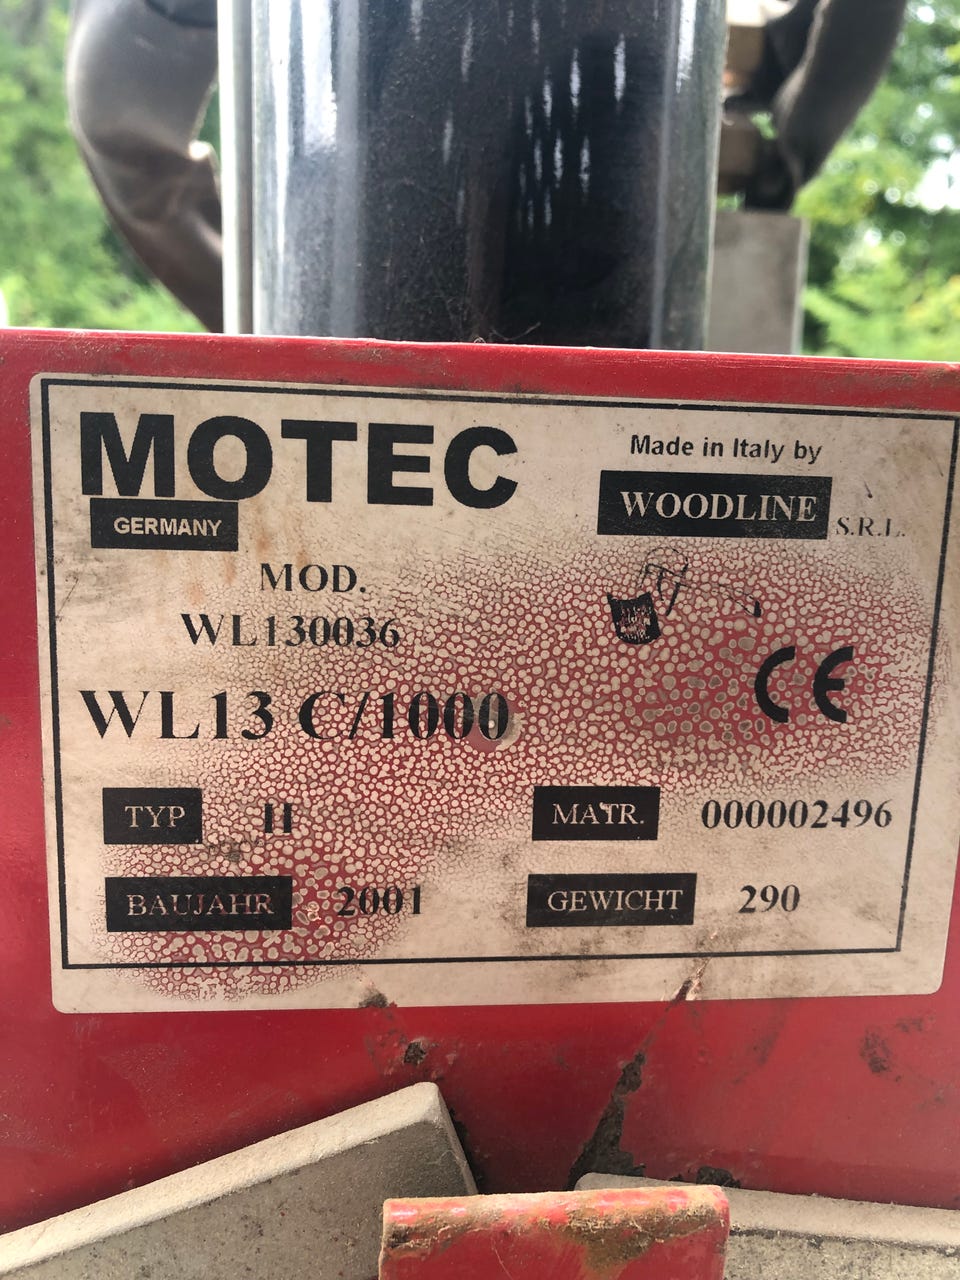 MOTEC
GERMANY
Made in Italy by
WOODLINE S.R.L.
MOD.
WL130036
WL13 C/1000
CE
TYP H
MATR. 000002496
BAUJAHR 2001
GEWICHT 290